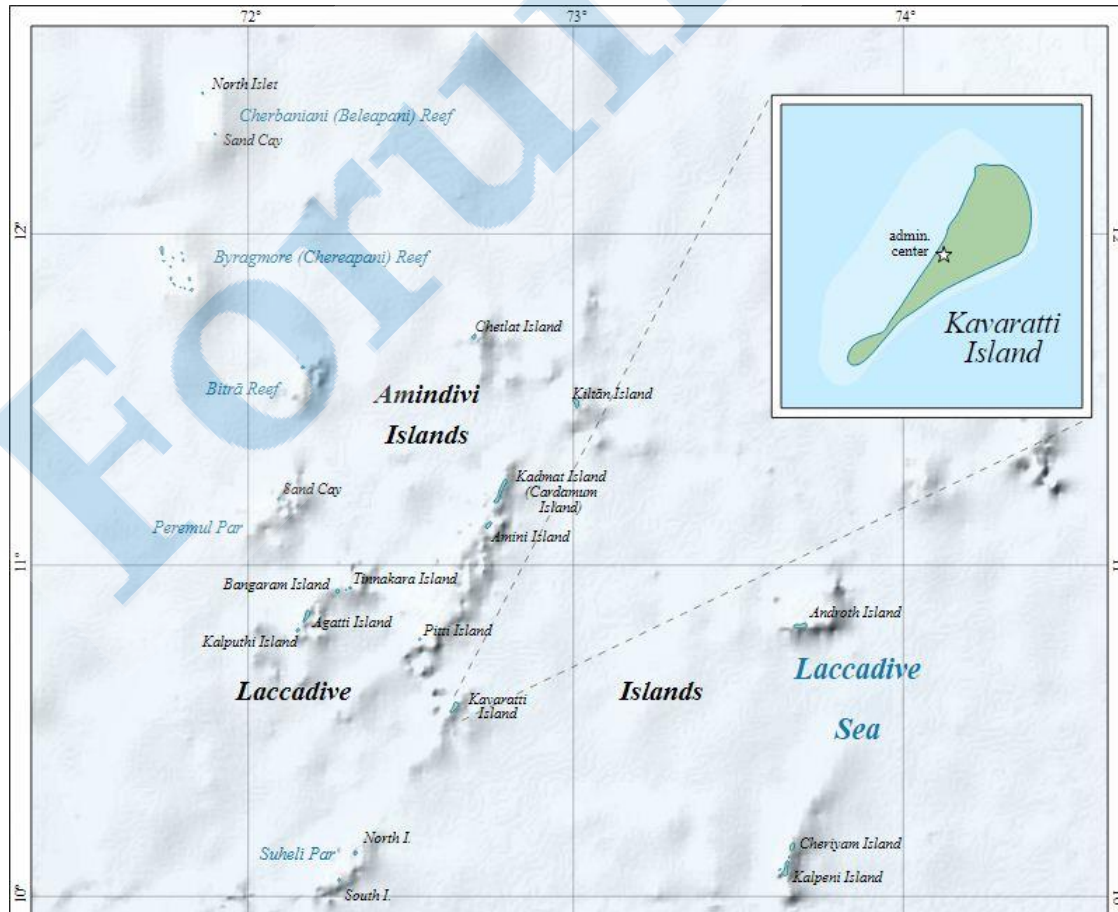 72°
73°
74°
North Islet
Cherbaniani (Beleapani) Reef
Sand Cay
12°
12
admin.
center
Byragmore (Chereapani) Reef
Kavaratti
Island
Chetlat Island
Bitrā Reef
Amindivi
Islands
Kiltān Island
Kadmat Island
(Cardamum
Island)
Sand Cay
Peremul Par
Amini Island
11°
11
Bangaram Island
Tinnakara Island
Agatti Island
Kalputhi Island
Pitti Island
Androth Island
Laccadive
Islands
Laccadive
Sea
Kavaratti
Island
North I.
Suheli Par
South I.
Cheriyam Island
Kalpeni Island
10°
10
Forum